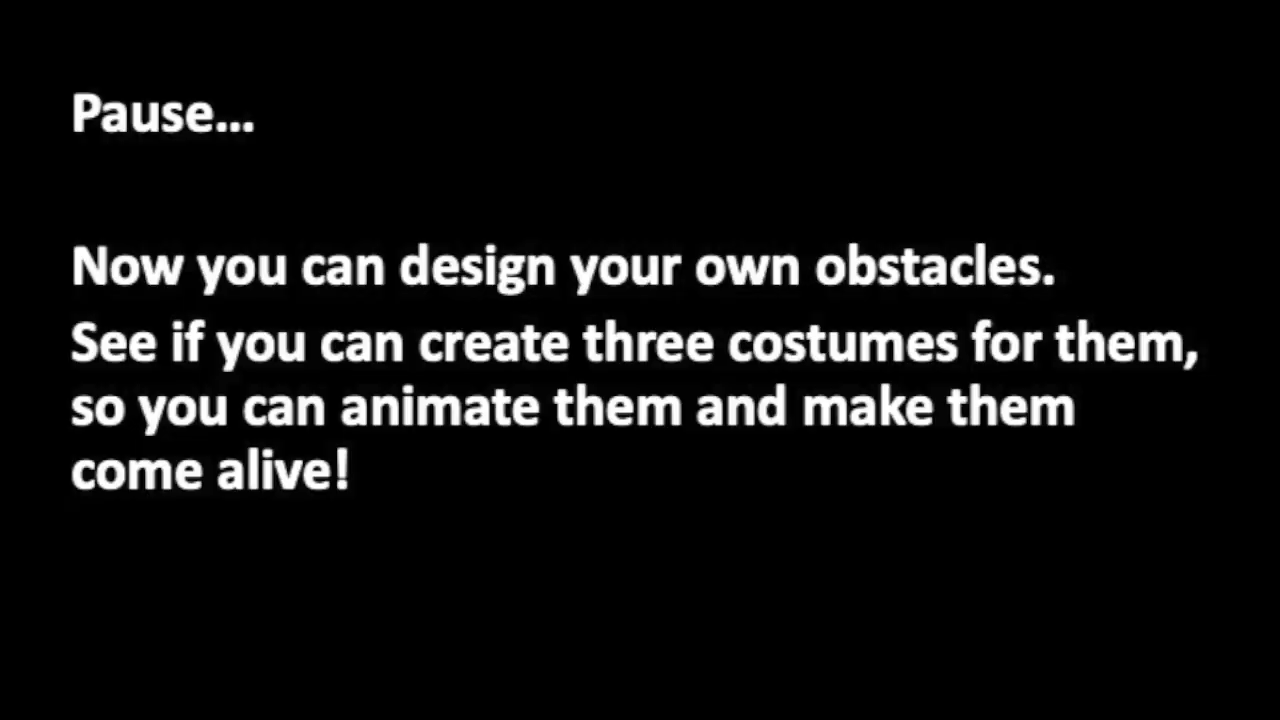 Pause...
Now you can design your own obstacles.
See if you can create three costumes for them,
so you can animate them and make them
come alive!